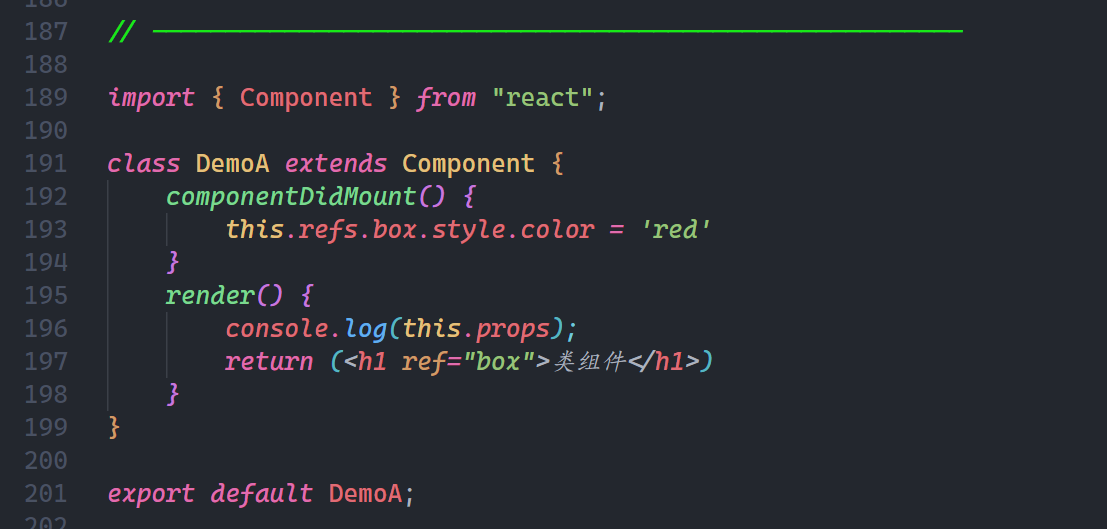 186
187 // ————————————————————————————————
188
189 import { Component } from "react";
190
191 class DemoA extends Component {
192 componentDidMount() {
193 this.refs.box.style.color = 'red'
194 }
195 render() {
196 console.log(this.props);
197 return (<h1 ref="box">类组件</h1>)
198 }
199 }
200
201 export default DemoA;
202